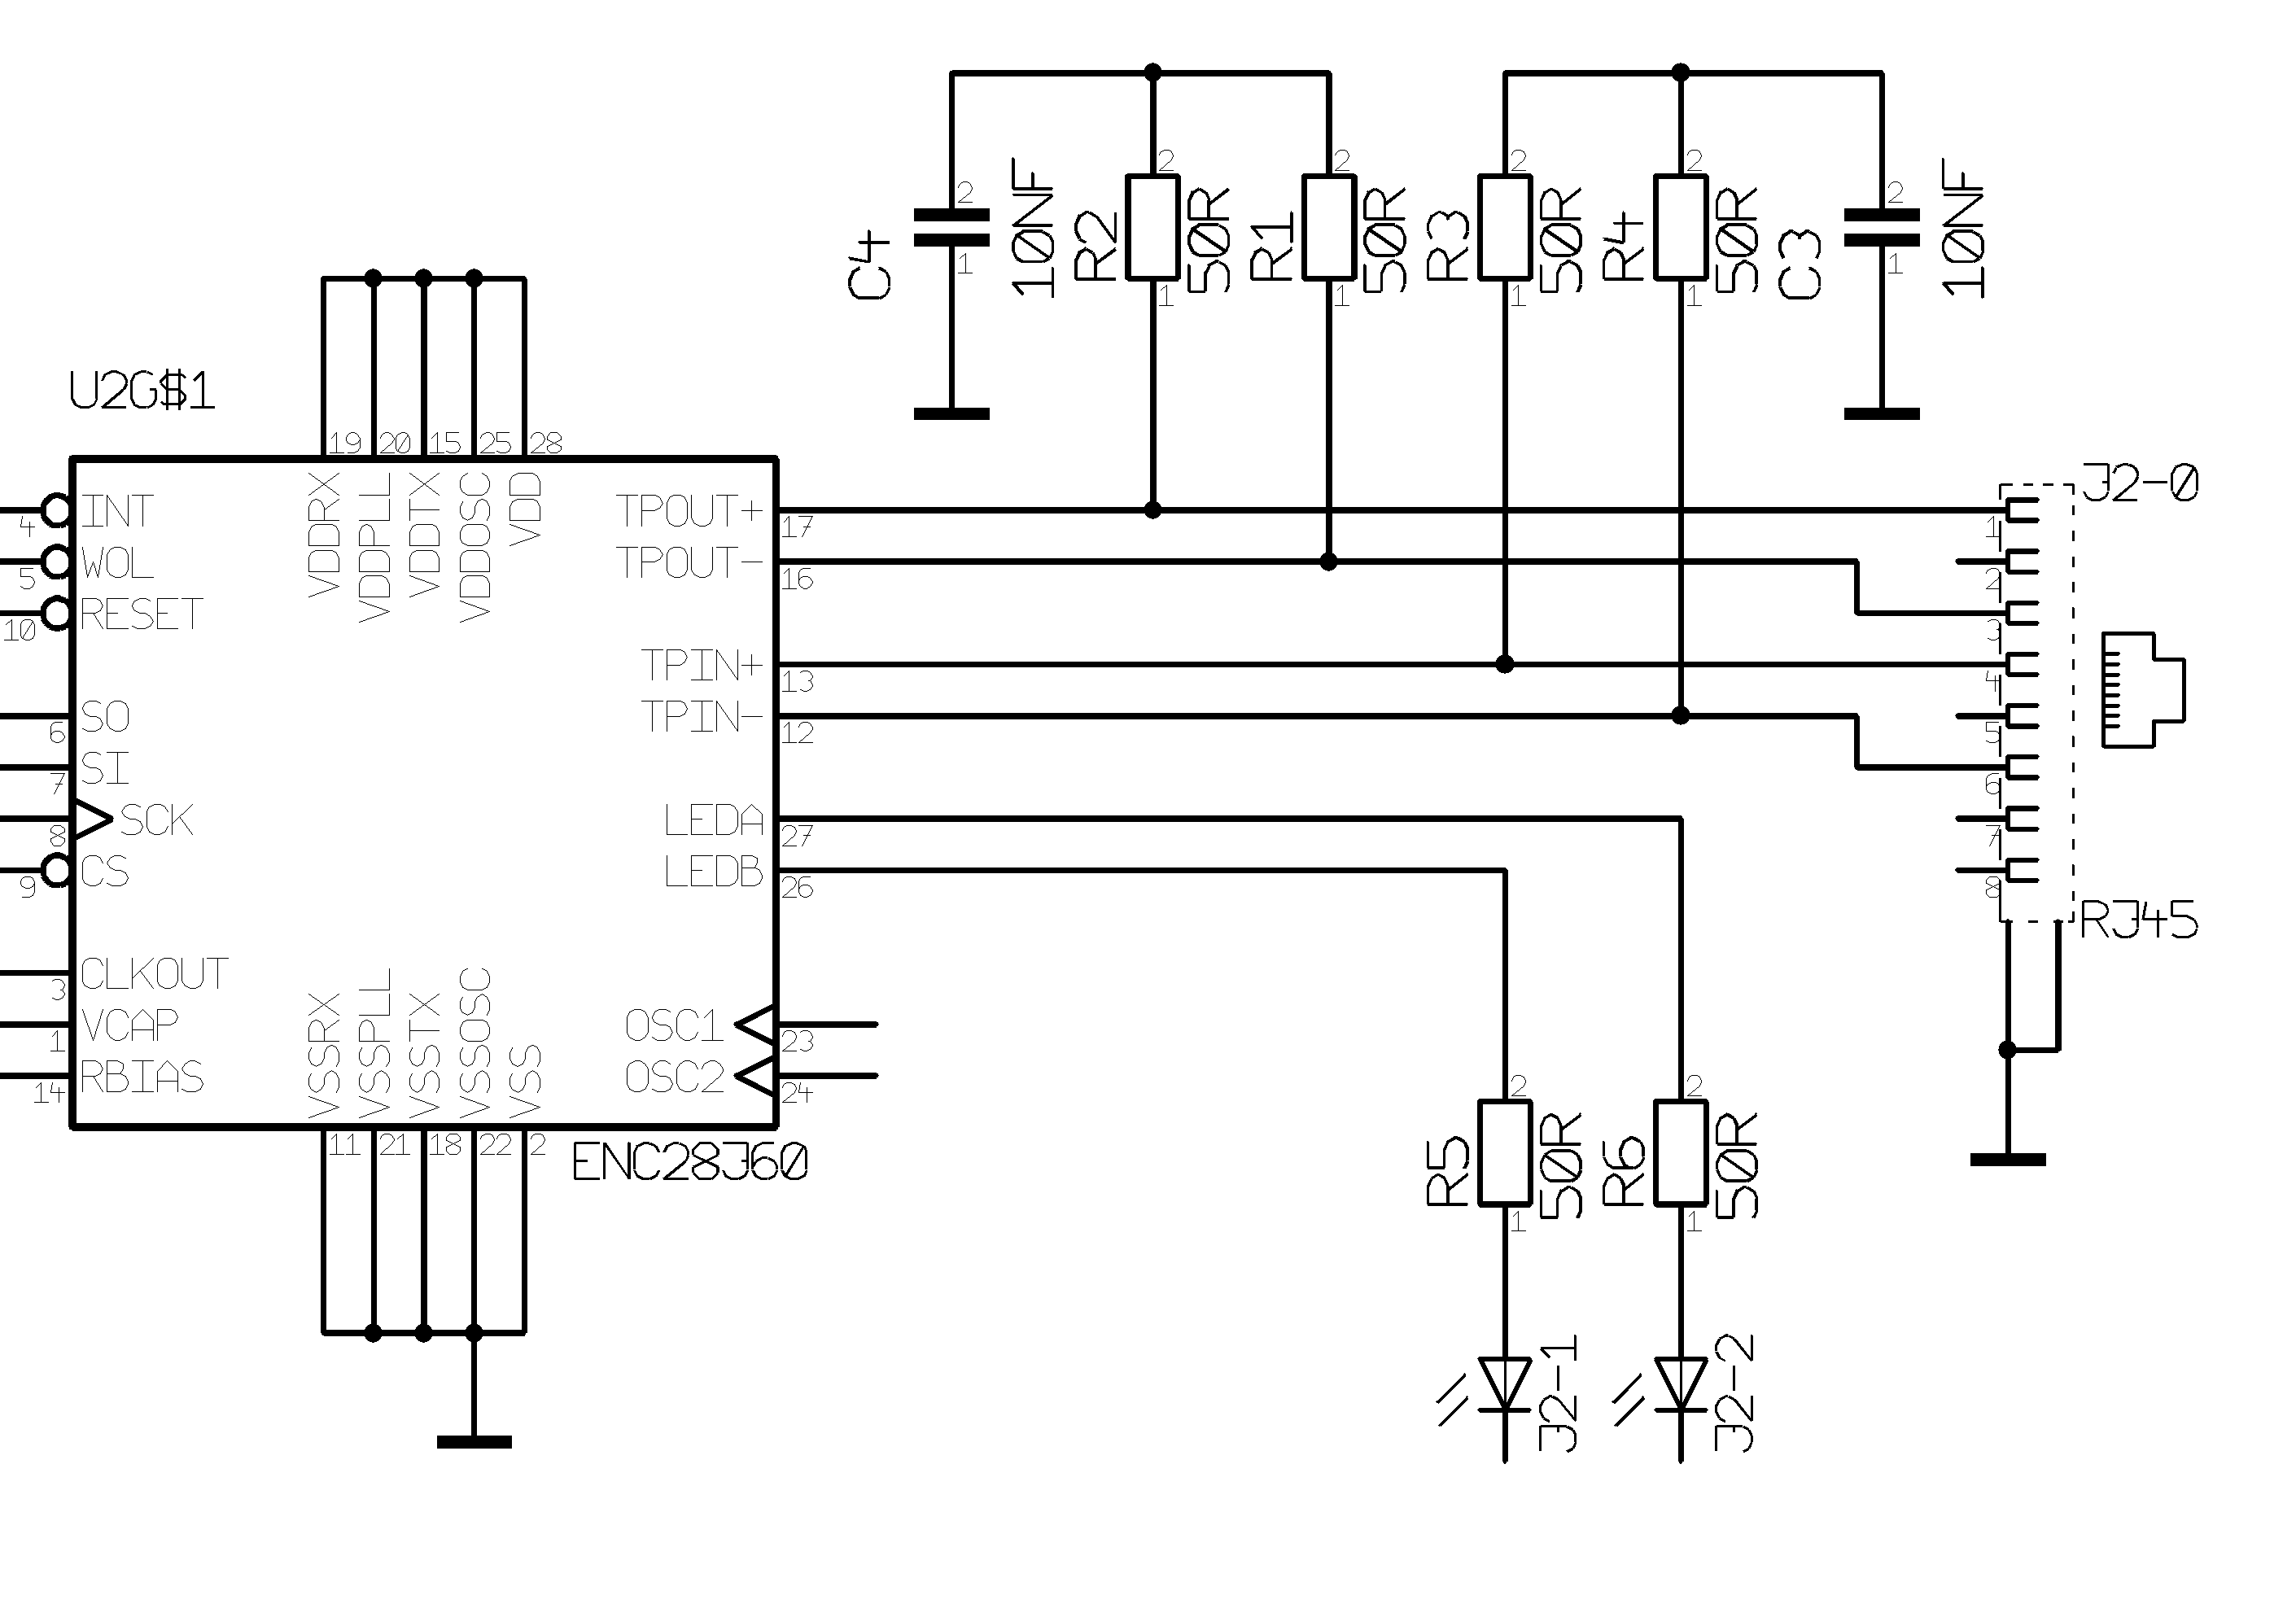 C4
2
1
10NF
R2
2
1
50R
R1
2
1
50R
R3
2
1
50R
R4
2
1
50R
C3
2
1
10NF
U2G$1
19
20
15
25
28
VDDRX
VDDPLL
VDDTX
VDDOSC
VDD
INT
4
WOL
5
RESET
10
SO
6
SI
7
SCK
8
CS
9
CLKOUT
3
VCAP
1
RBIAS
14
TPOUT+
17
TPOUT-
16
TPIN+
13
TPIN-
12
LEDA
27
LEDB
26
OSC1
23
OSC2
24
VSSRX
VSSPLL
VSSTX
VSSOSC
VSS
11
21
18
22
2
ENC28J60
J2-0
1
2
3
4
5
6
7
8
RJ45
R5
2
1
50R
R6
2
1
50R
J2-1
J2-2